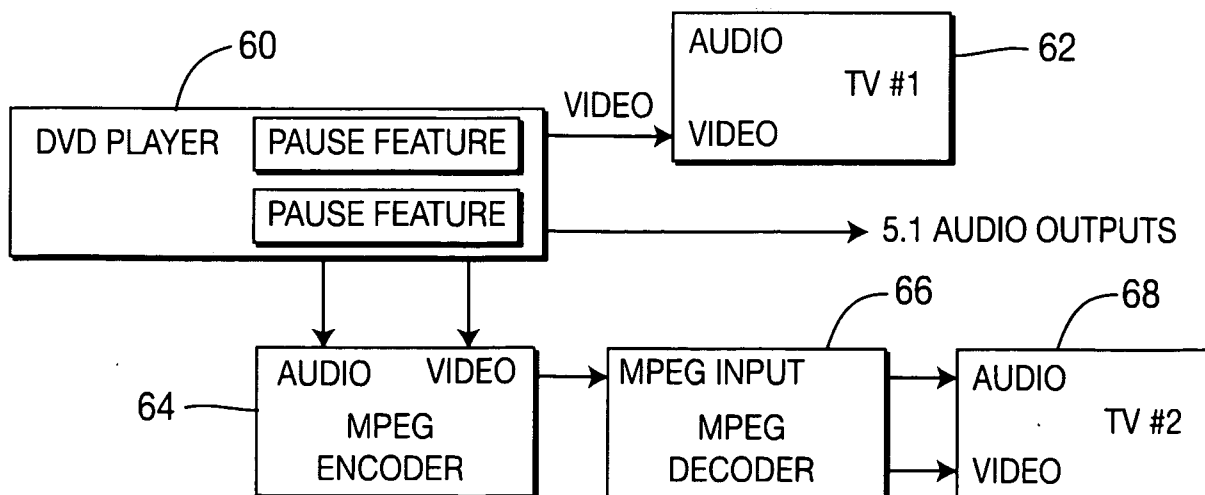 60
62
AUDIO
TV #1
VIDEO
VIDEO
DVD PLAYER
PAUSE FEATURE
PAUSE FEATURE
5.1 AUDIO OUTPUTS
66
68
AUDIO VIDEO
MPEG INPUT
AUDIO
64
MPEG
ENCODER
MPEG
DECODER
TV #2
VIDEO